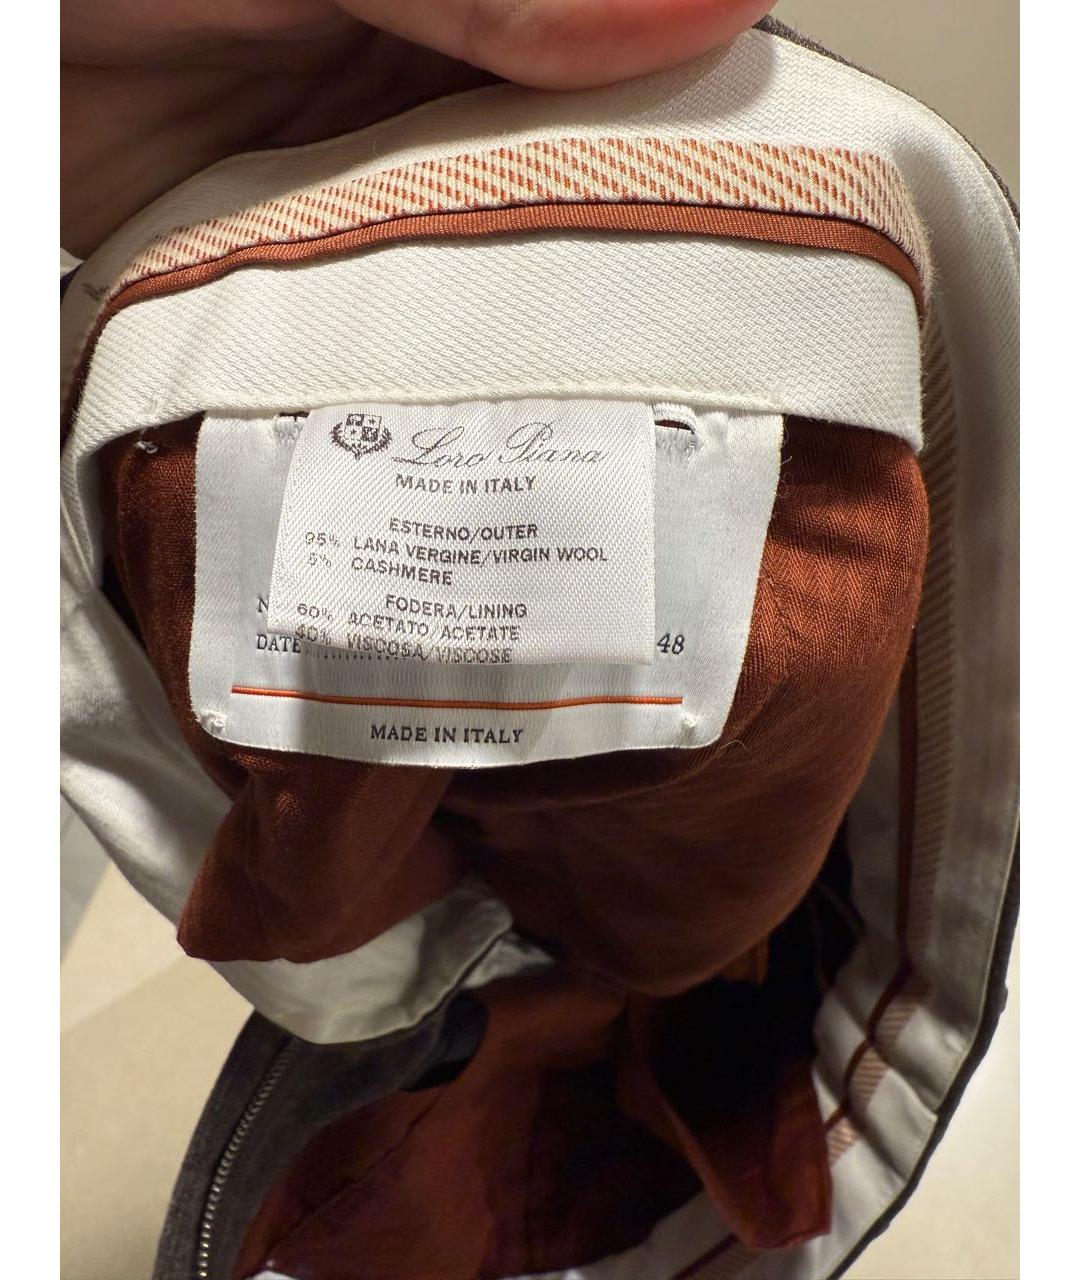 Loro Piana
MADE IN ITALY
ESTERNO/OUTER
95% LANA VERGINE/VIRGIN WOOL
5% CASHMERE
FODERA/LINING
60% ACETATO/ACETATE
40% VISCOSA/VISCOSE
N
DATE 48
MADE IN ITALY